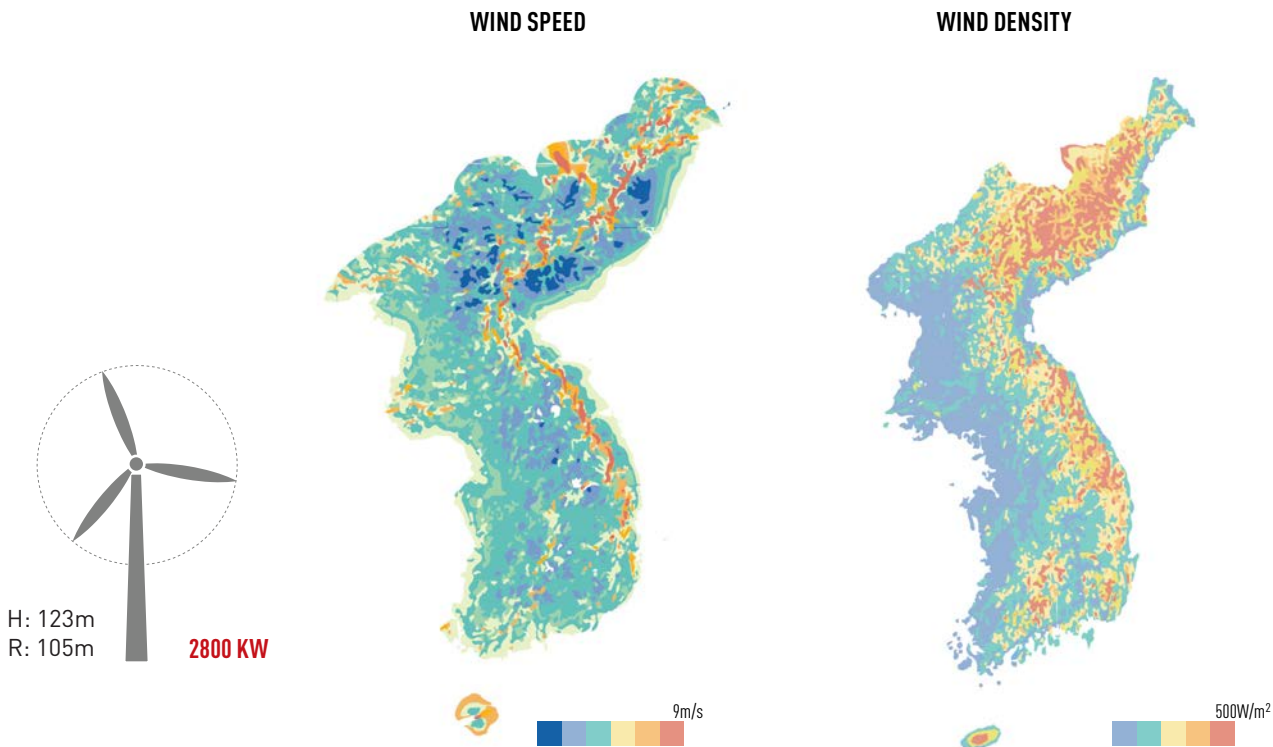 WIND SPEED
WIND DENSITY
H: 123m
R: 105m
2800 KW
9m/s
500W/m²